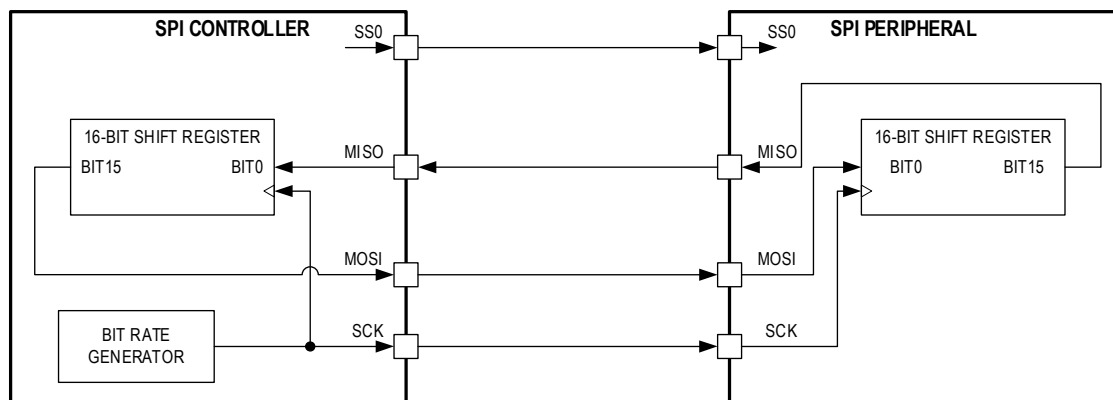 SPI CONTROLLER
SS0
16-BIT SHIFT REGISTER
BIT15
BIT0
MISO
MOSI
BIT RATE
GENERATOR
SCK
SPI PERIPHERAL
SS0
MISO
16-BIT SHIFT REGISTER
BIT0
BIT15
MOSI
SCK